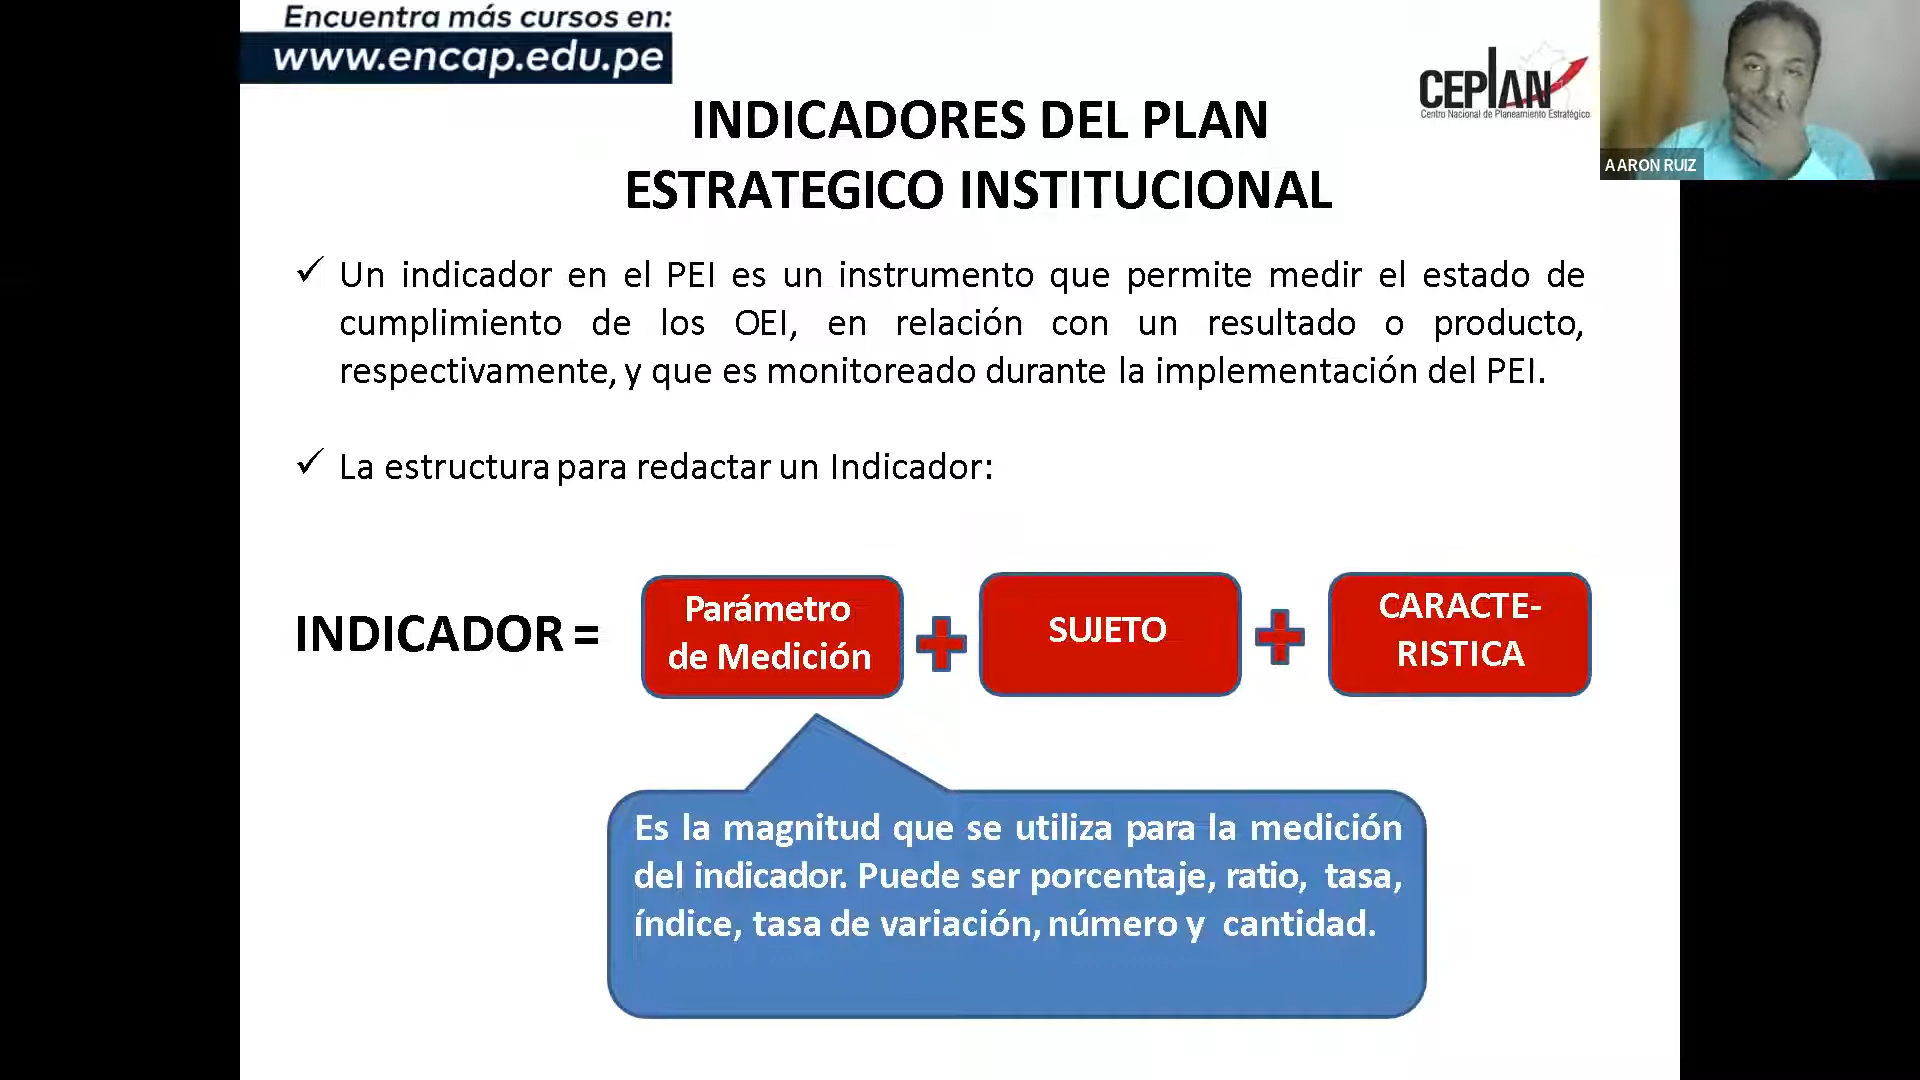 Encuentra más cursos en:
www.encap.edu.pe
CEPLAN
Centro Nacional de Planeamiento Estratégico
AARON RUIZ
INDICADORES DEL PLAN
ESTRATEGICO INSTITUCIONAL
✓ Un indicador en el PEI es un instrumento que permite medir el estado de
cumplimiento de los OEI, en relación con un resultado o producto,
respectivamente, y que es monitoreado durante la implementación del PEI.
✓ La estructura para redactar un Indicador:
INDICADOR =
Parámetro
de Medición
SUJETO
CARACTE-
RISTICA
Es la magnitud que se utiliza para la medición
del indicador. Puede ser porcentaje, ratio, tasa,
índice, tasa de variación, número y cantidad.